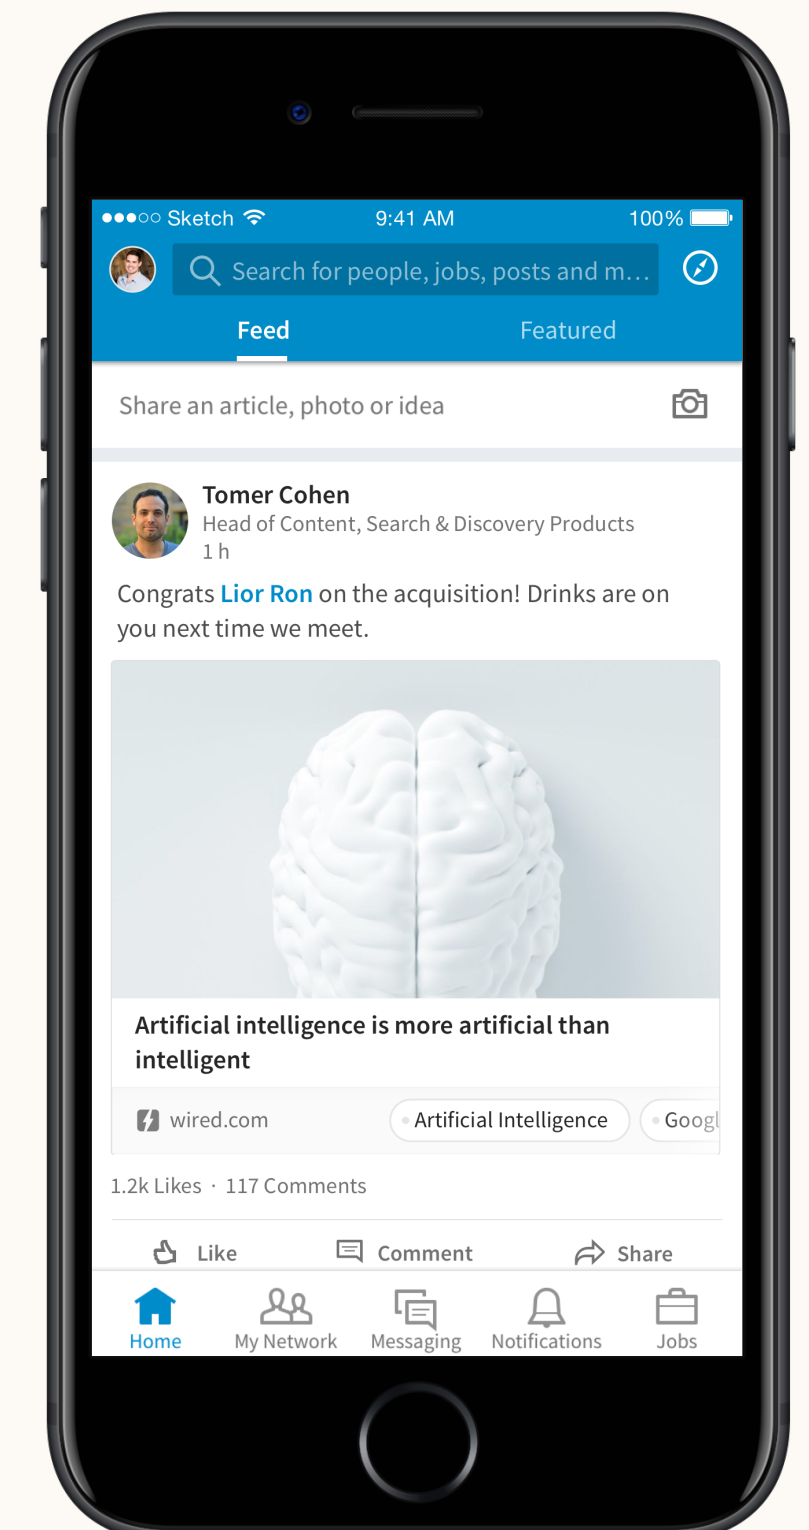 Sketch 9:41 AM 100%
Search for people, jobs, posts and m...
Feed Featured
Share an article, photo or idea
Tomer Cohen
Head of Content, Search & Discovery Products
1 h
Congrats Lior Ron on the acquisition! Drinks are on
you next time we meet.
Artificial intelligence is more artificial than
intelligent
wired.com Artificial Intelligence Googl
1.2k Likes · 117 Comments
Like Comment Share
Home My Network Messaging Notifications Jobs